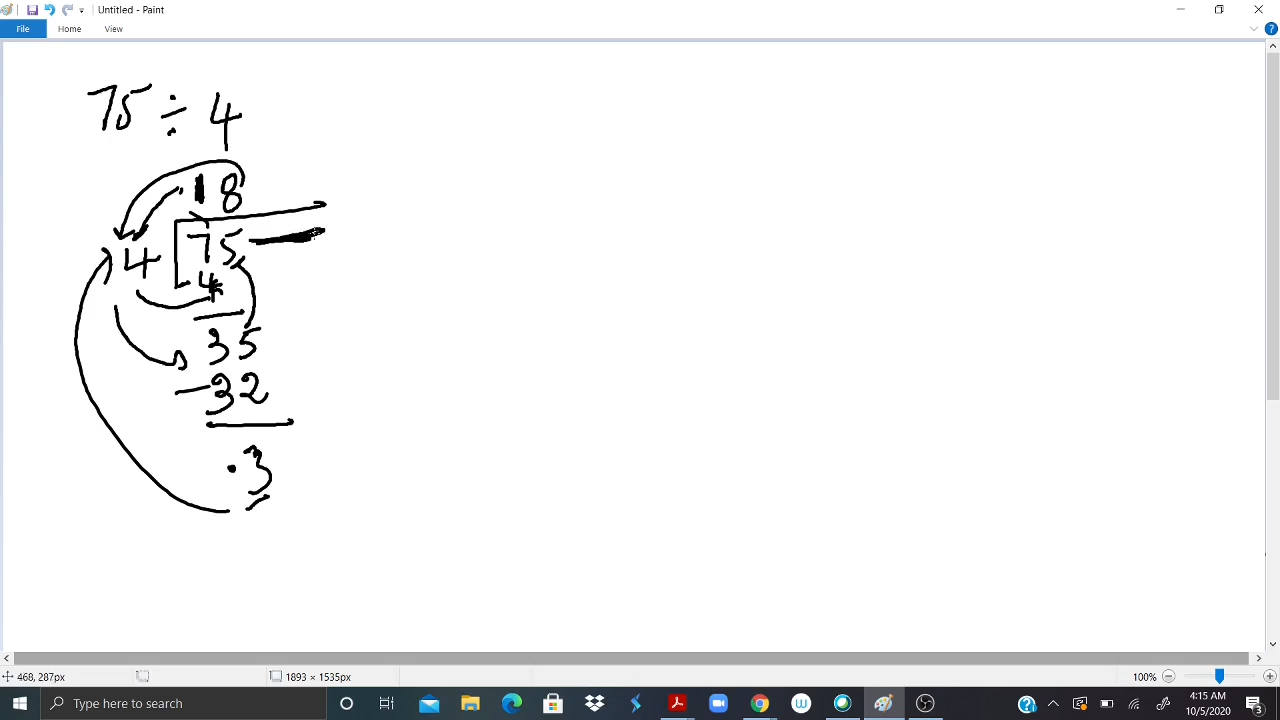 Untitled - Paint
File Home View
75 ÷ 4
18
4 75
4
35
-32
3
468, 287px 1893 × 1535px 100%
Type here to search
4:15 AM
10/5/2020